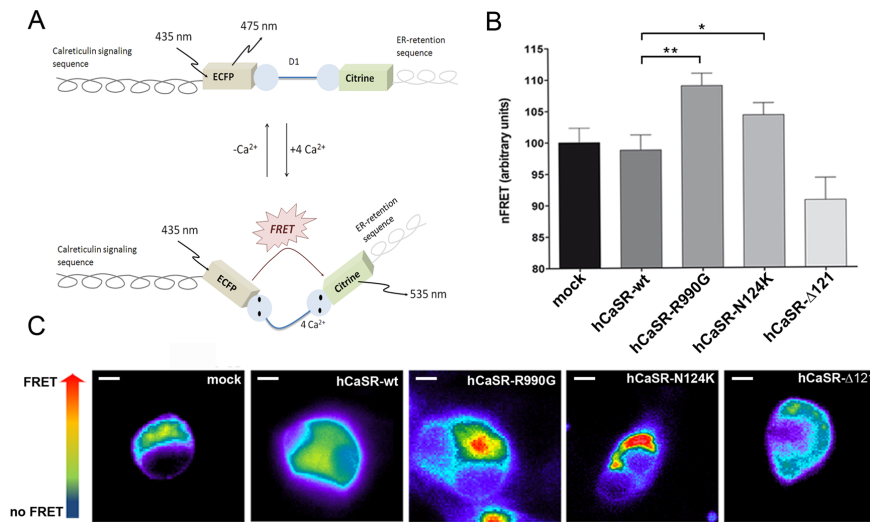 A
435 nm
475 nm
Calreticulin signaling
sequence
ECFP
D1
Citrine
ER-retention
sequence
-Ca²⁺
+4 Ca²⁺
FRET
435 nm
Calreticulin signaling
sequence
ECFP
4 Ca²⁺
Citrine
ER-retention
sequence
535 nm
B
nFRET (arbitrary units)
115
110
105
100
95
90
85
80
*
**
mock
hCaSR-wt
hCaSR-R990G
hCaSR-N124K
hCaSR-Δ121
C
FRET
no FRET
mock
hCaSR-wt
hCaSR-R990G
hCaSR-N124K
hCaSR-Δ121